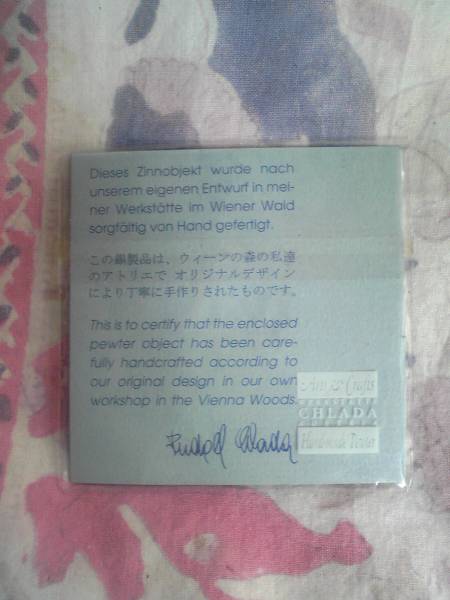 Dieses Zinnobjekt wurde nach
unserem eigenen Entwurf in mei-
ner Werkstätte im Wiener Wald
sorgfältig von Hand gefertigt.
この錫製品は、ウィーンの森の私達
のアトリエで オリジナルデザイン
により丁寧に手作りされたものです。
This is to certify that the enclosed
pewter object has been care-
fully handcrafted according to
our original design in our own
workshop in the Vienna Woods.
Rudolf Chlada
Arts & Crafts
CHLADA
Handmade Pewter